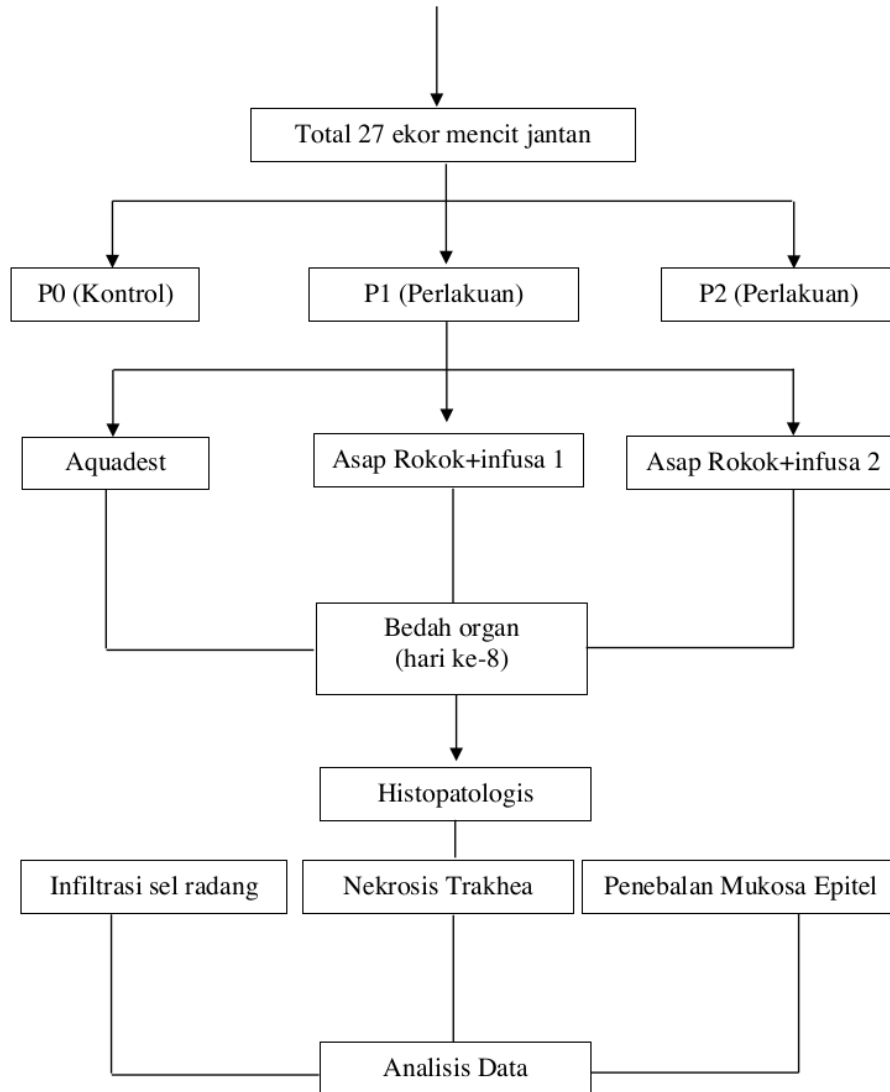 Total 27 ekor mencit jantan
P0 (Kontrol)
P1 (Perlakuan)
P2 (Perlakuan)
Aquadest
Asap Rokok+infusa 1
Asap Rokok+infusa 2
Bedah organ
(hari ke-8)
Histopatologis
Infiltrasi sel radang
Nekrosis Trakhea
Penebalan Mukosa Epitel
Analisis Data